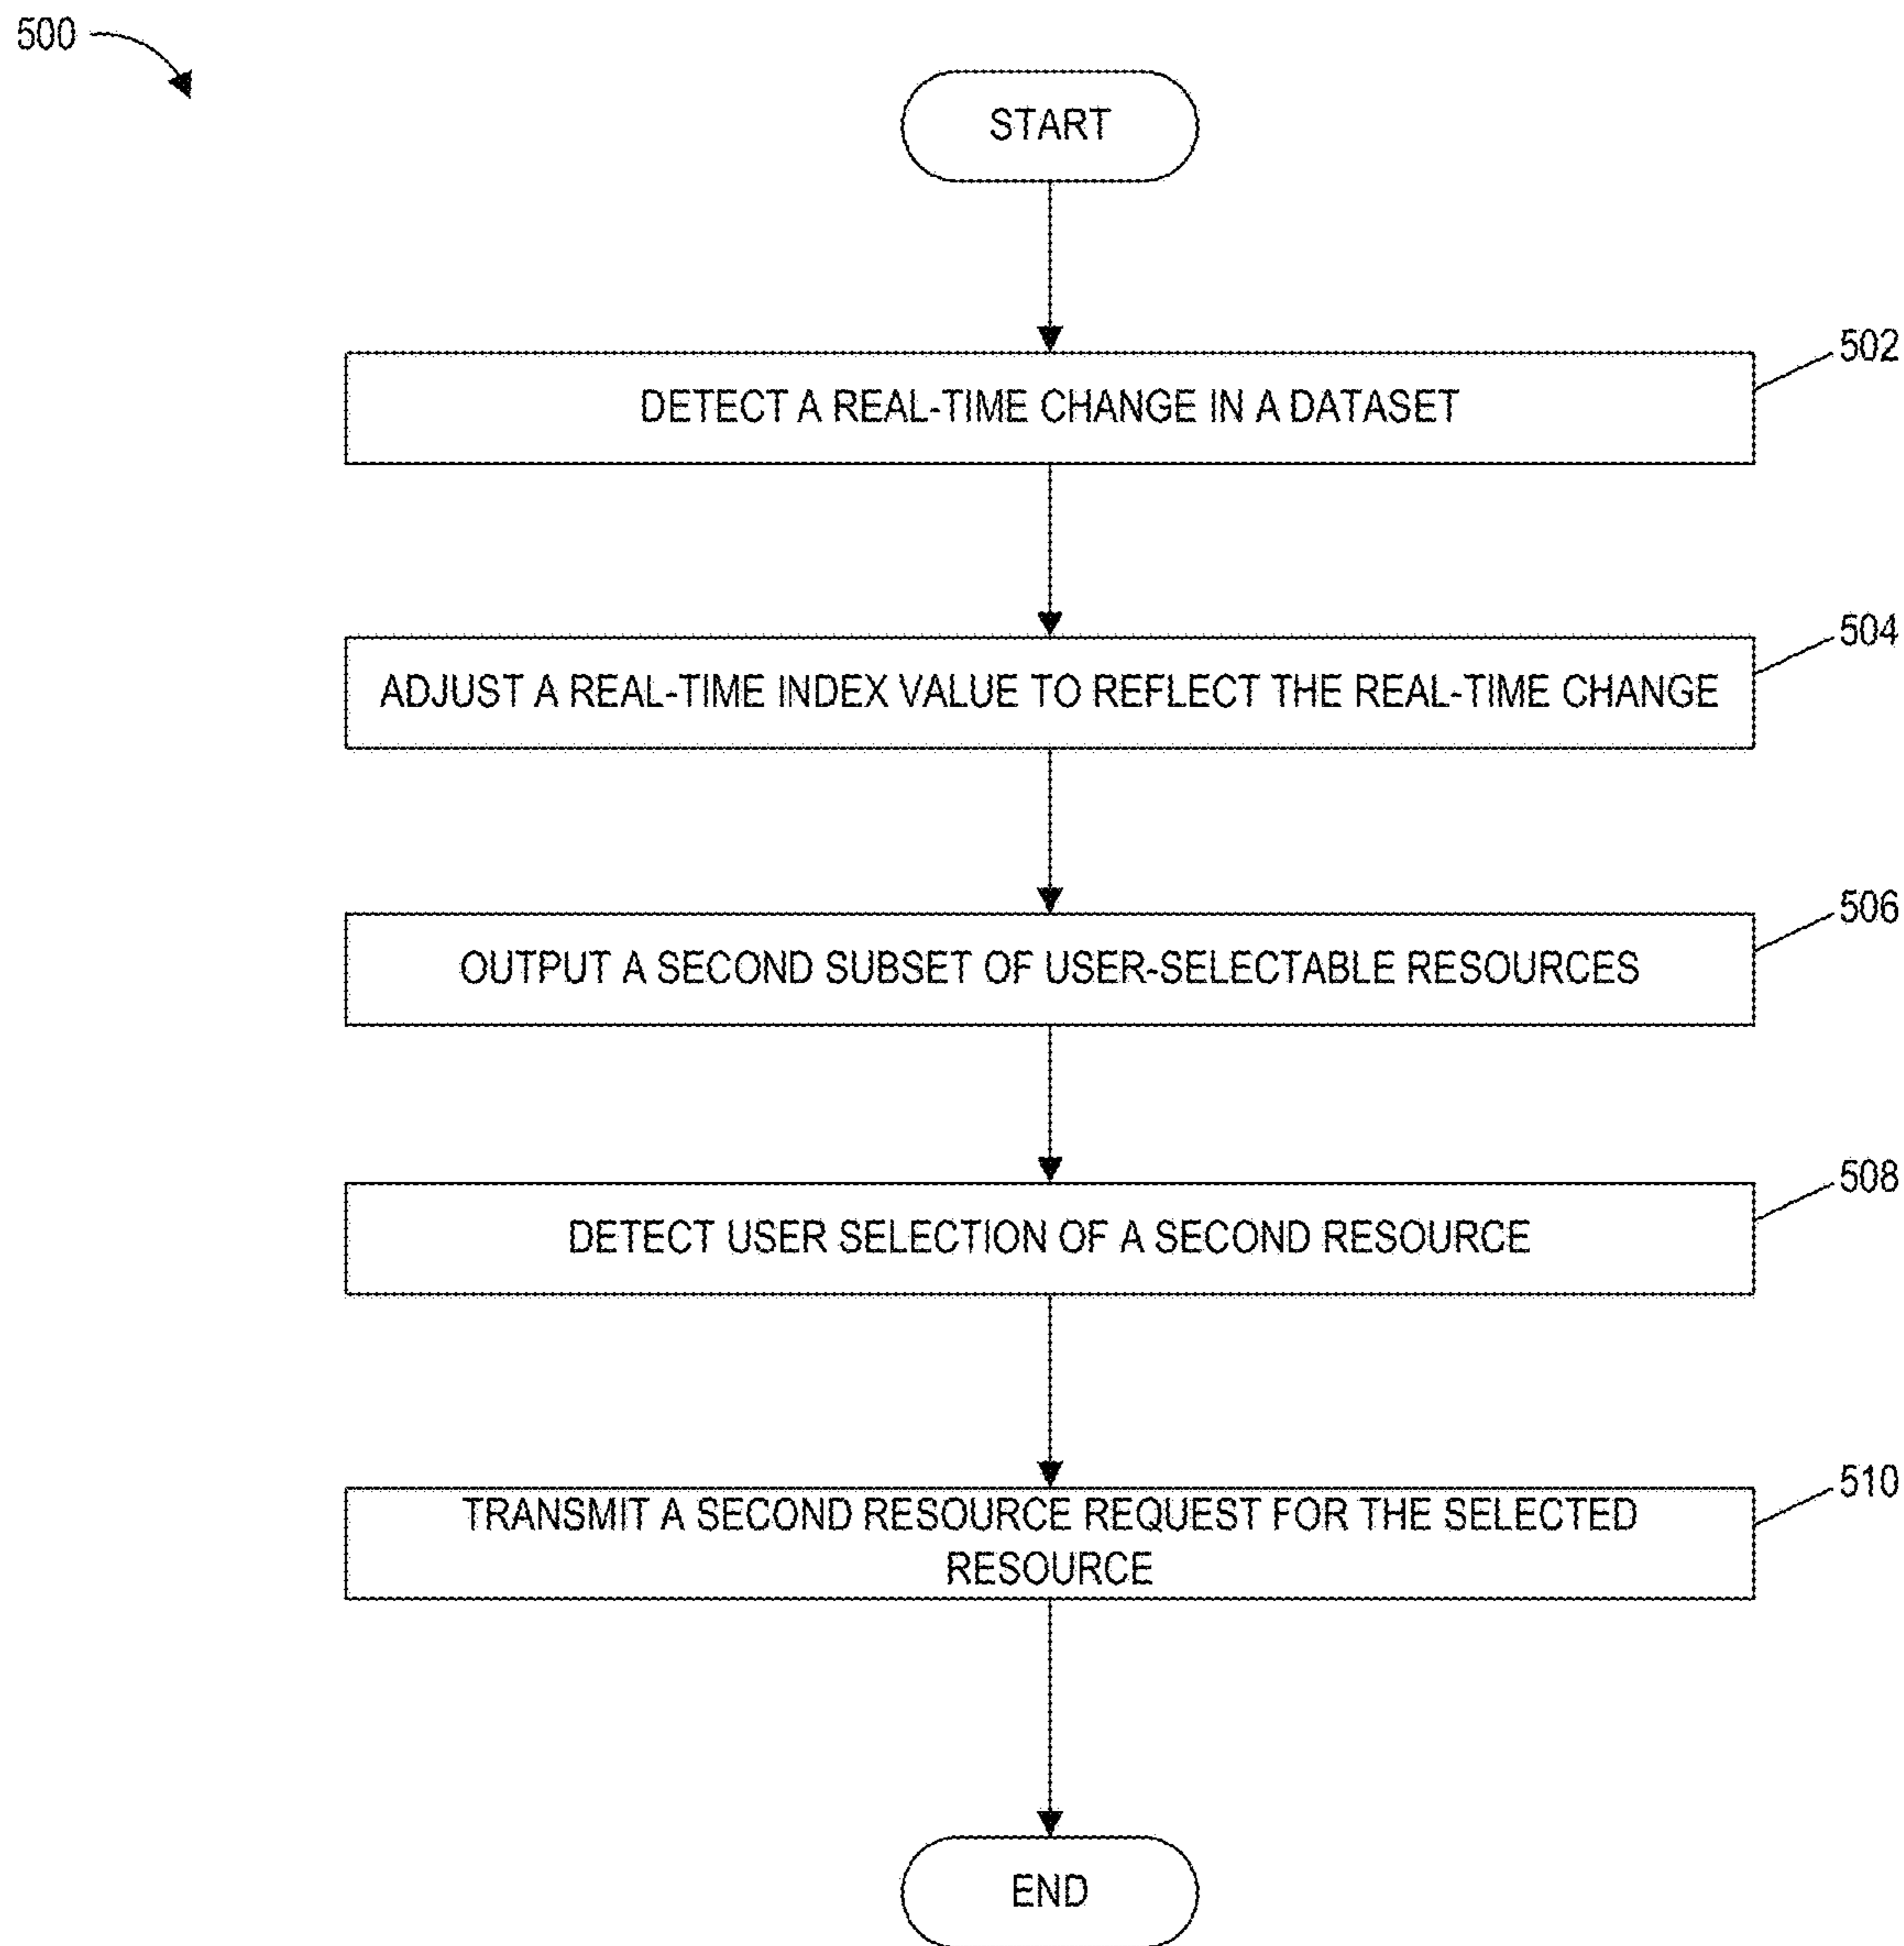 500
START
DETECT A REAL-TIME CHANGE IN A DATASET
502
ADJUST A REAL-TIME INDEX VALUE TO REFLECT THE REAL-TIME CHANGE
504
OUTPUT A SECOND SUBSET OF USER-SELECTABLE RESOURCES
506
DETECT USER SELECTION OF A SECOND RESOURCE
508
TRANSMIT A SECOND RESOURCE REQUEST FOR THE SELECTED
RESOURCE
510
END